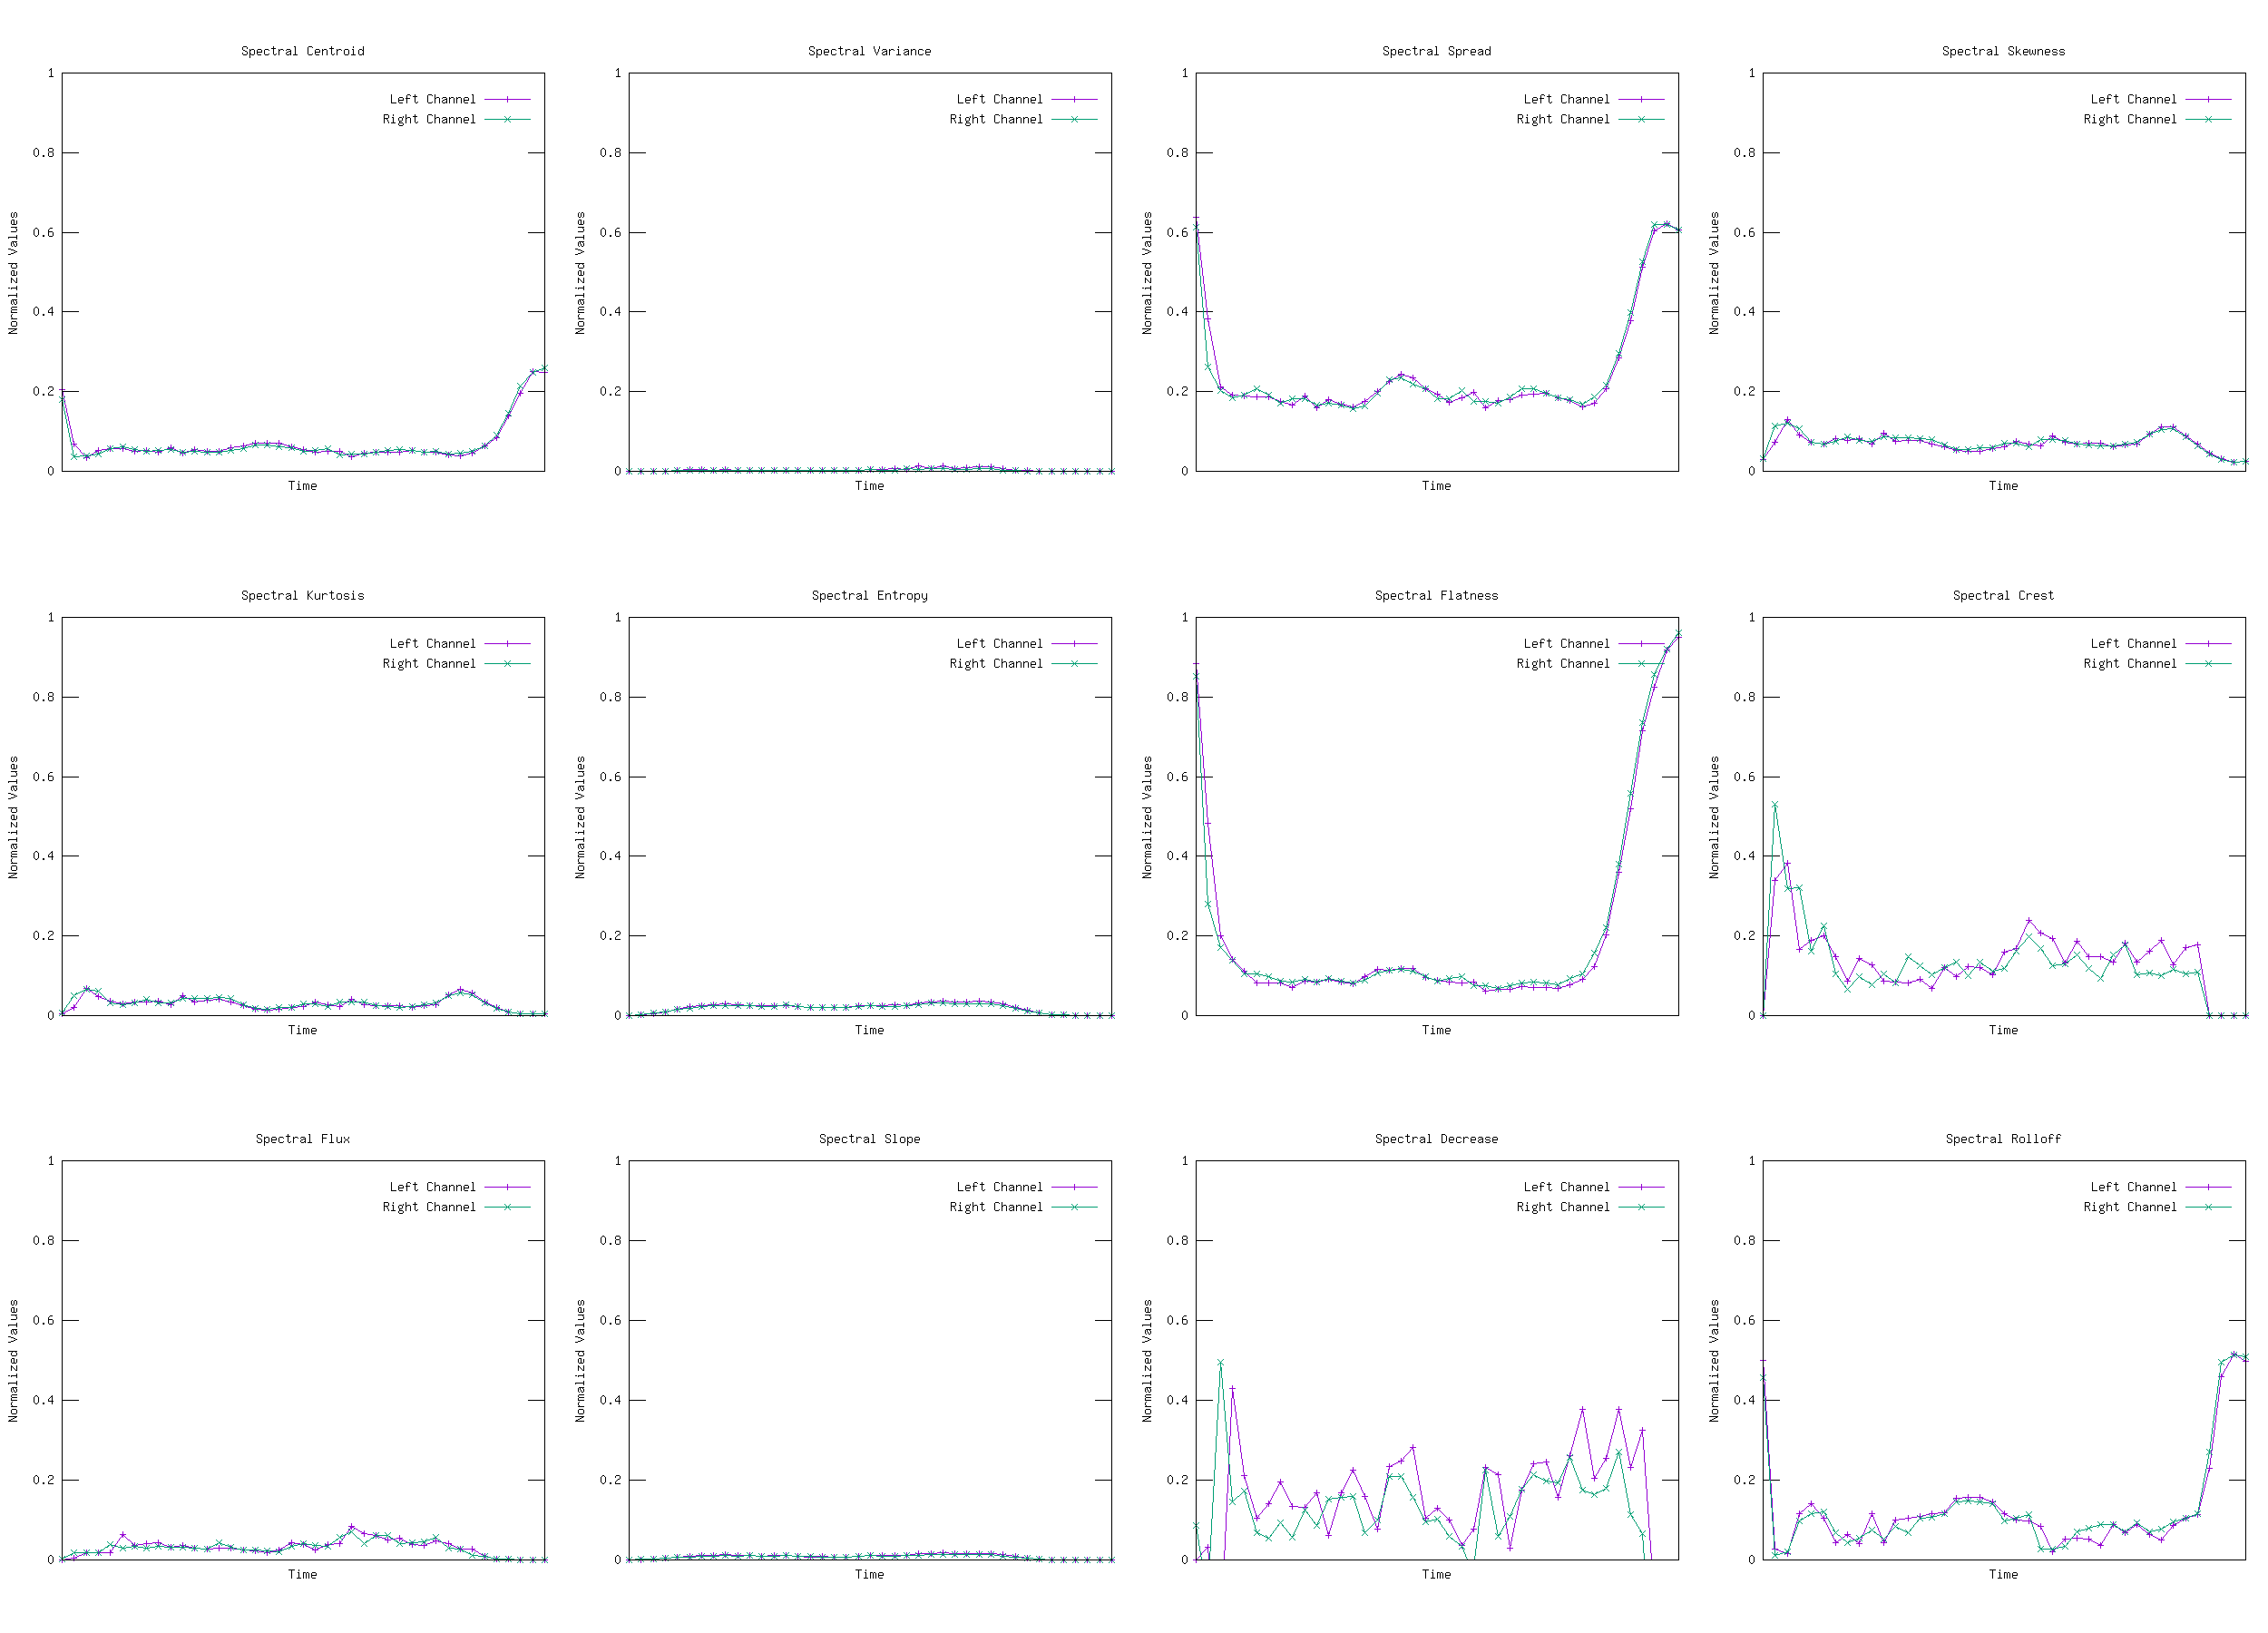 Spectral Centroid
1
Left Channel
Right Channel
0.8
0.6
Normalized Values
0.4
0.2
0
Time
Spectral Variance
1
Left Channel
Right Channel
0.8
0.6
Normalized Values
0.4
0.2
0
Time
Spectral Spread
1
Left Channel
Right Channel
0.8
0.6
Normalized Values
0.4
0.2
0
Time
Spectral Skewness
1
Left Channel
Right Channel
0.8
0.6
Normalized Values
0.4
0.2
0
Time
Spectral Kurtosis
1
Left Channel
Right Channel
0.8
0.6
Normalized Values
0.4
0.2
0
Time
Spectral Entropy
1
Left Channel
Right Channel
0.8
0.6
Normalized Values
0.4
0.2
0
Time
Spectral Flatness
1
Left Channel
Right Channel
0.8
0.6
Normalized Values
0.4
0.2
0
Time
Spectral Crest
1
Left Channel
Right Channel
0.8
0.6
Normalized Values
0.4
0.2
0
Time
Spectral Flux
1
Left Channel
Right Channel
0.8
0.6
Normalized Values
0.4
0.2
0
Time
Spectral Slope
1
Left Channel
Right Channel
0.8
0.6
Normalized Values
0.4
0.2
0
Time
Spectral Decrease
1
Left Channel
Right Channel
0.8
0.6
Normalized Values
0.4
0.2
0
Time
Spectral Rolloff
1
Left Channel
Right Channel
0.8
0.6
Normalized Values
0.4
0.2
0
Time